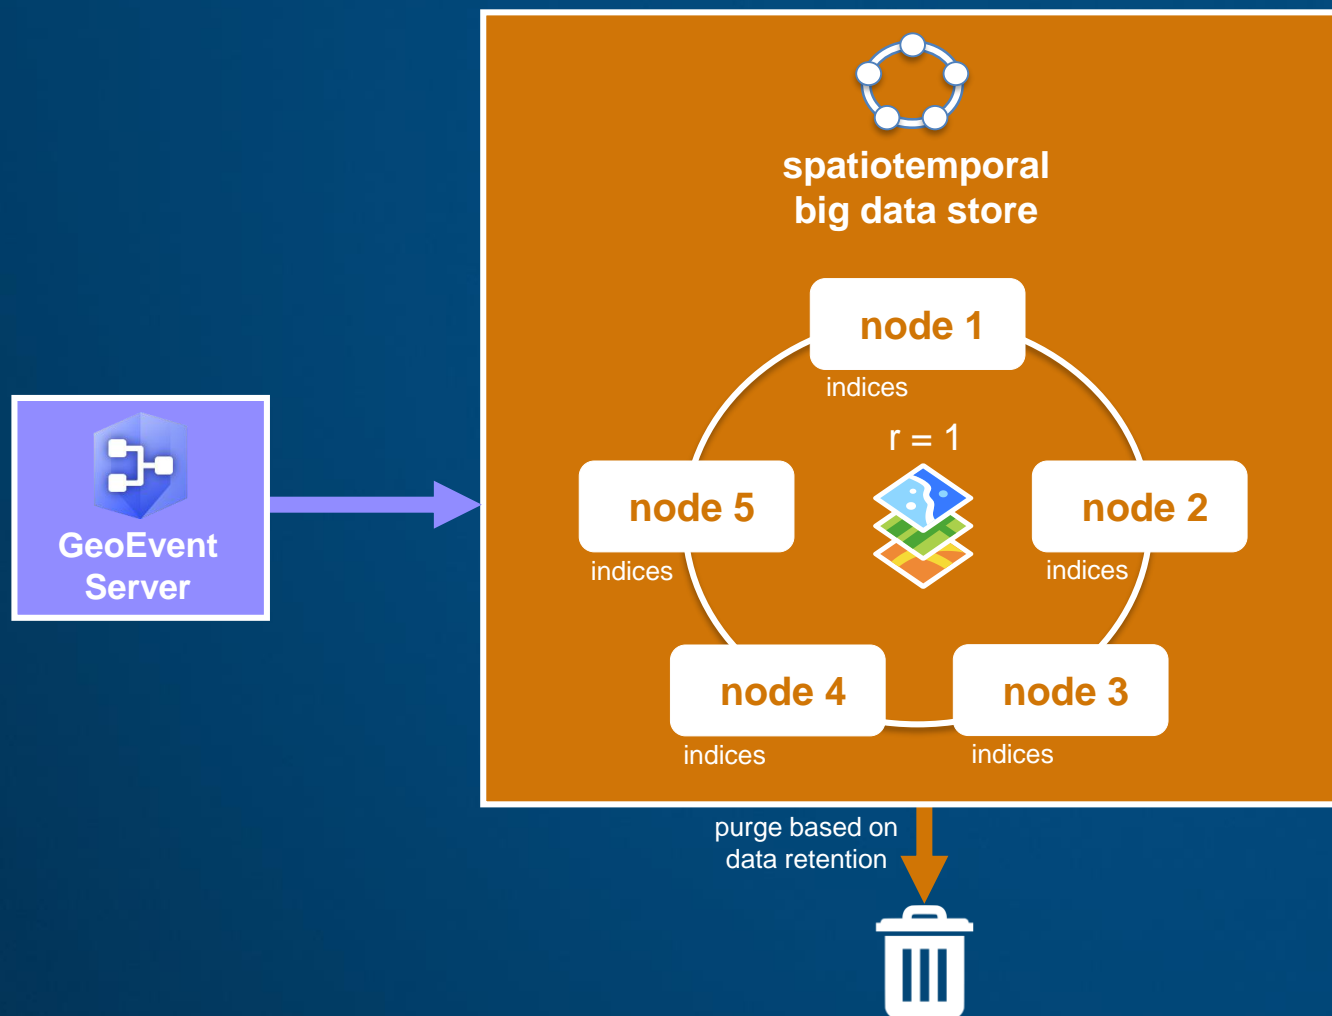 spatiotemporal
big data store
node 1
indices
r = 1
node 5
indices
node 2
indices
node 4
indices
node 3
indices
GeoEvent
Server
purge based on
data retention